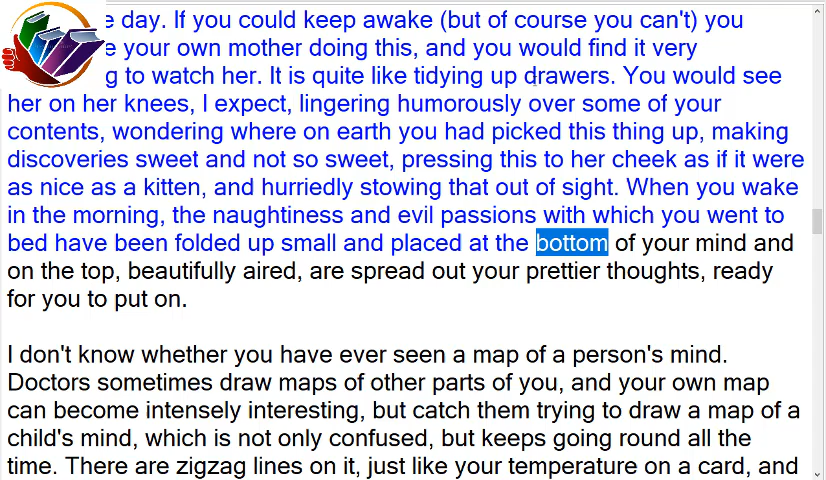 e day. If you could keep awake (but of course you can't) you
e your own mother doing this, and you would find it very
g to watch her. It is quite like tidying up drawers. You would see
her on her knees, I expect, lingering humorously over some of your
contents, wondering where on earth you had picked this thing up, making
discoveries sweet and not so sweet, pressing this to her cheek as if it were
as nice as a kitten, and hurriedly stowing that out of sight. When you wake
in the morning, the naughtiness and evil passions with which you went to
bed have been folded up small and placed at the bottom of your mind and
on the top, beautifully aired, are spread out your prettier thoughts, ready
for you to put on.
I don't know whether you have ever seen a map of a person's mind.
Doctors sometimes draw maps of other parts of you, and your own map
can become intensely interesting, but catch them trying to draw a map of a
child's mind, which is not only confused, but keeps going round all the
time. There are zigzag lines on it, just like your temperature on a card, and